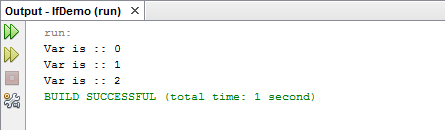 Output - IfDemo (run)
run:
Var is :: 0
Var is :: 1
Var is :: 2
BUILD SUCCESSFUL (total time: 1 second)